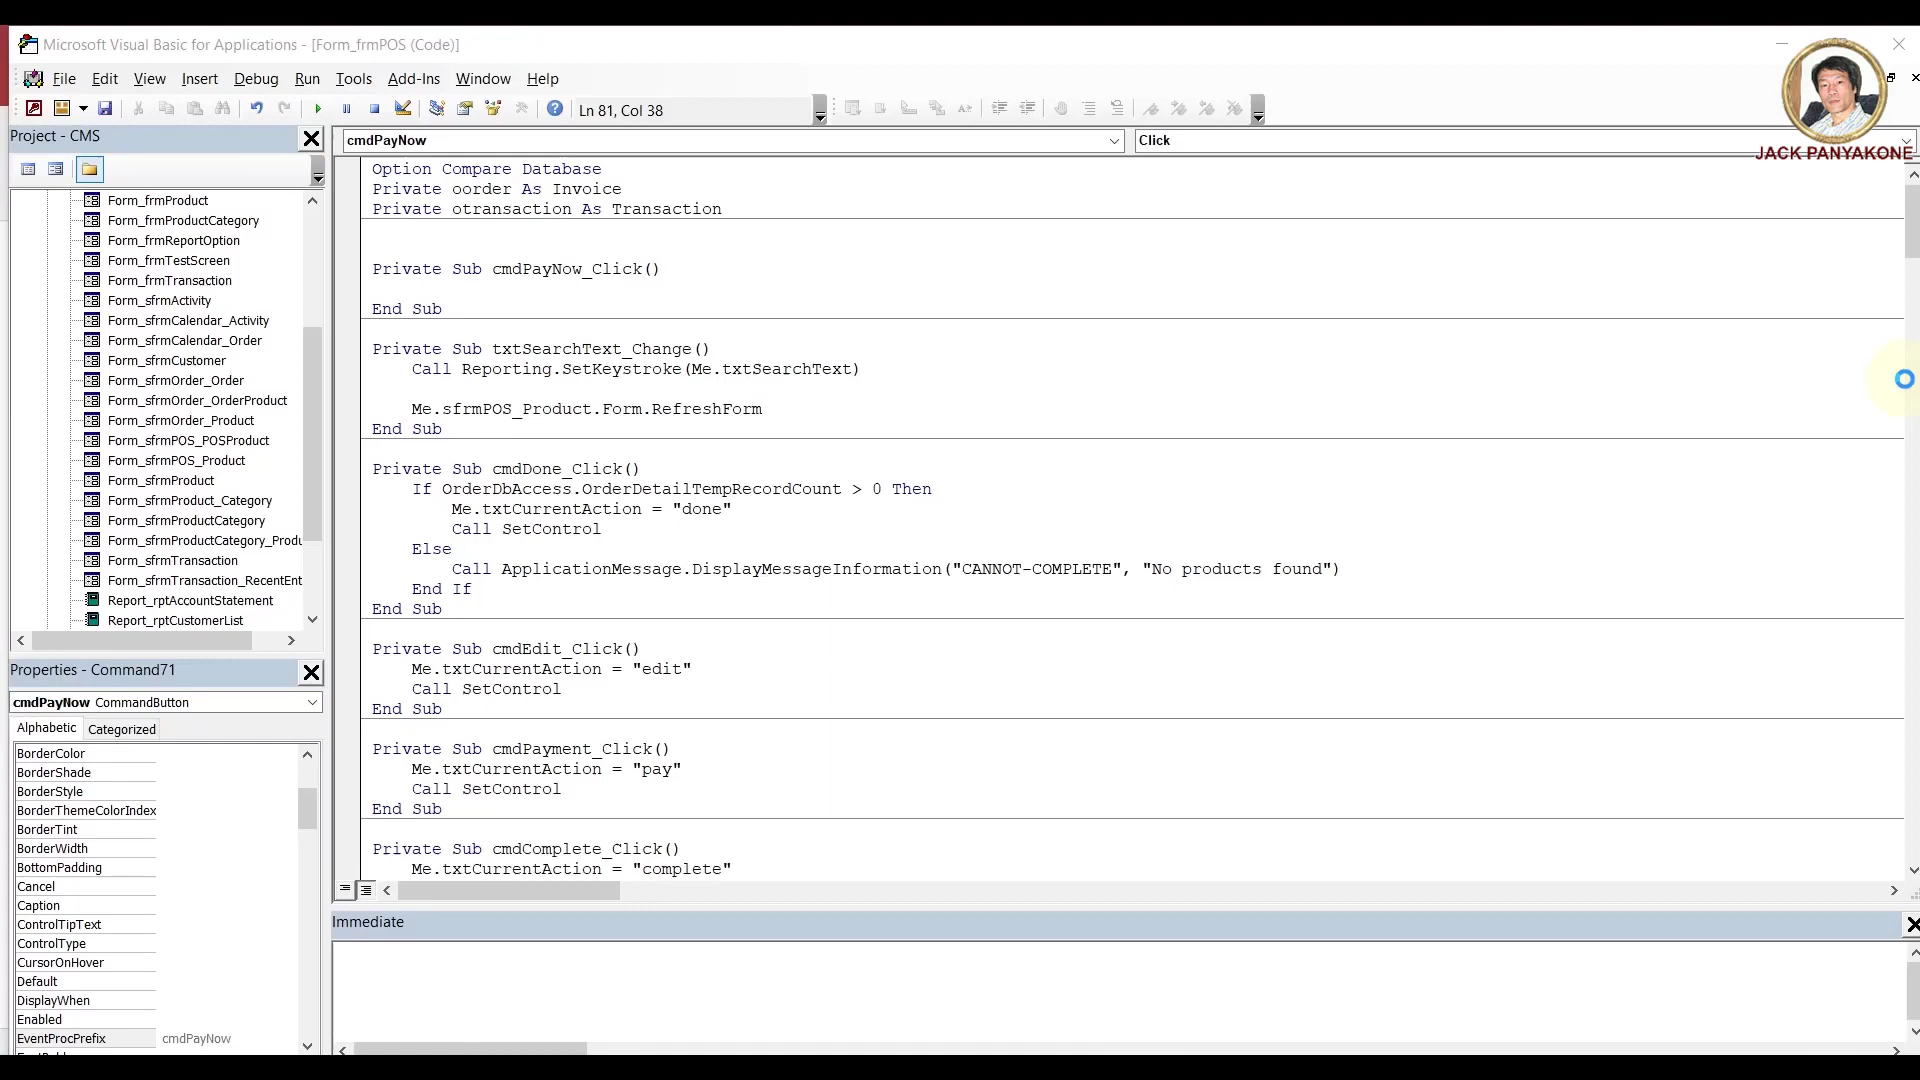 Microsoft Visual Basic for Applications - [Form_frmPOS (Code)]
File Edit View Insert Debug Run Tools Add-Ins Window Help
Ln 81, Col 38
JACK PANYAKONE
Project - CMS
Form_frmProduct
Form_frmProductCategory
Form_frmReportOption
Form_frmTestScreen
Form_frmTransaction
Form_sfrmActivity
Form_sfrmCalendar_Activity
Form_sfrmCalendar_Order
Form_sfrmCustomer
Form_sfrmOrder_Order
Form_sfrmOrder_OrderProduct
Form_sfrmOrder_Product
Form_sfrmPOS_POSProduct
Form_sfrmPOS_Product
Form_sfrmProduct
Form_sfrmProduct_Category
Form_sfrmProductCategory
Form_sfrmProductCategory_Produ
Form_sfrmTransaction
Form_sfrmTransaction_RecentEnt
Report_rptAccountStatement
Report_rptCustomerList
Properties - Command71
cmdPayNow CommandButton
Alphabetic Categorized
BorderColor
BorderShade
BorderStyle
BorderThemeColorIndex
BorderTint
BorderWidth
BottomPadding
Cancel
Caption
ControlTipText
ControlType
CursorOnHover
Default
DisplayWhen
Enabled
EventProcPrefix cmdPayNow
cmdPayNow Click
Option Compare Database
Private oorder As Invoice
Private otransaction As Transaction
Private Sub cmdPayNow_Click()
End Sub
Private Sub txtSearchText_Change()
Call Reporting.SetKeystroke(Me.txtSearchText)
Me.sfrmPOS_Product.Form.RefreshForm
End Sub
Private Sub cmdDone_Click()
If OrderDbAccess.OrderDetailTempRecordCount > 0 Then
Me.txtCurrentAction = "done"
Call SetControl
Else
Call ApplicationMessage.DisplayMessageInformation("CANNOT-COMPLETE", "No products found")
End If
End Sub
Private Sub cmdEdit_Click()
Me.txtCurrentAction = "edit"
Call SetControl
End Sub
Private Sub cmdPayment_Click()
Me.txtCurrentAction = "pay"
Call SetControl
End Sub
Private Sub cmdComplete_Click()
Me.txtCurrentAction = "complete"
Immediate